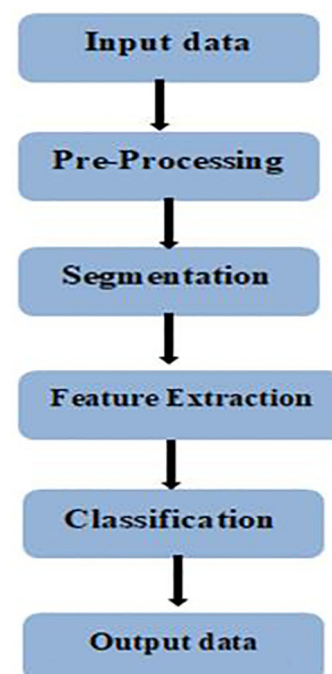 Input data
Pre-Processing
Segmentation
Feature Extraction
Classification
Output data